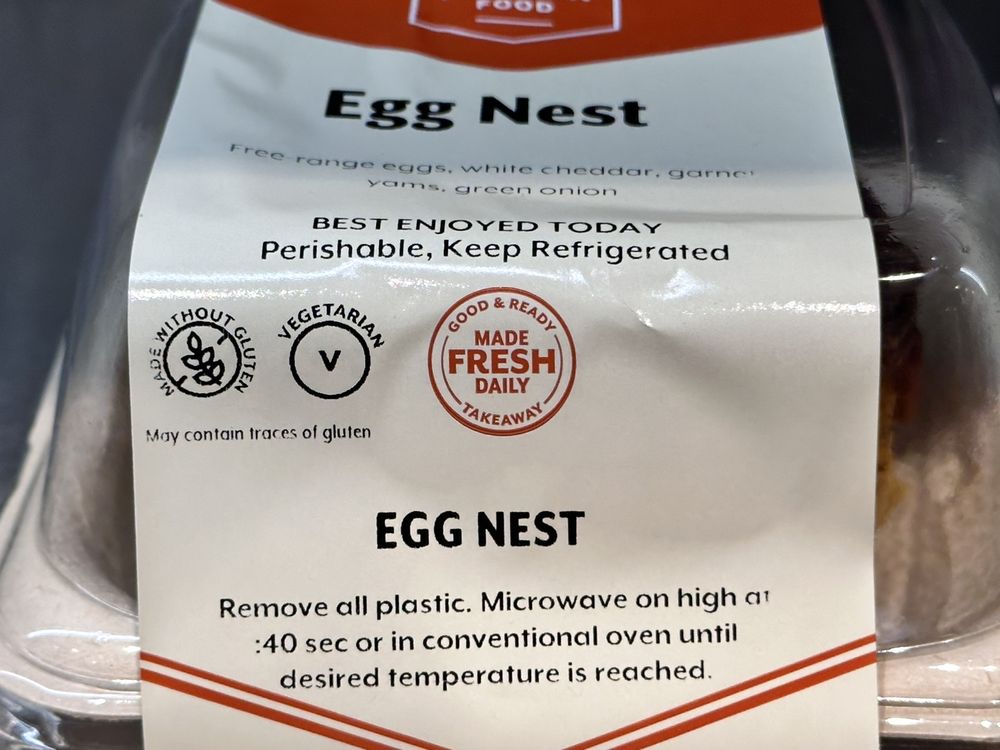 FOOD
Egg Nest
Free-range eggs, white cheddar, garnet
yams, green onion
BEST ENJOYED TODAY
Perishable, Keep Refrigerated
MADE WITHOUT GLUTEN
VEGETARIAN
V
GOOD & READY
MADE
FRESH
DAILY
TAKEAWAY
May contain traces of gluten
EGG NEST
Remove all plastic. Microwave on high at
:40 sec or in conventional oven until
desired temperature is reached.